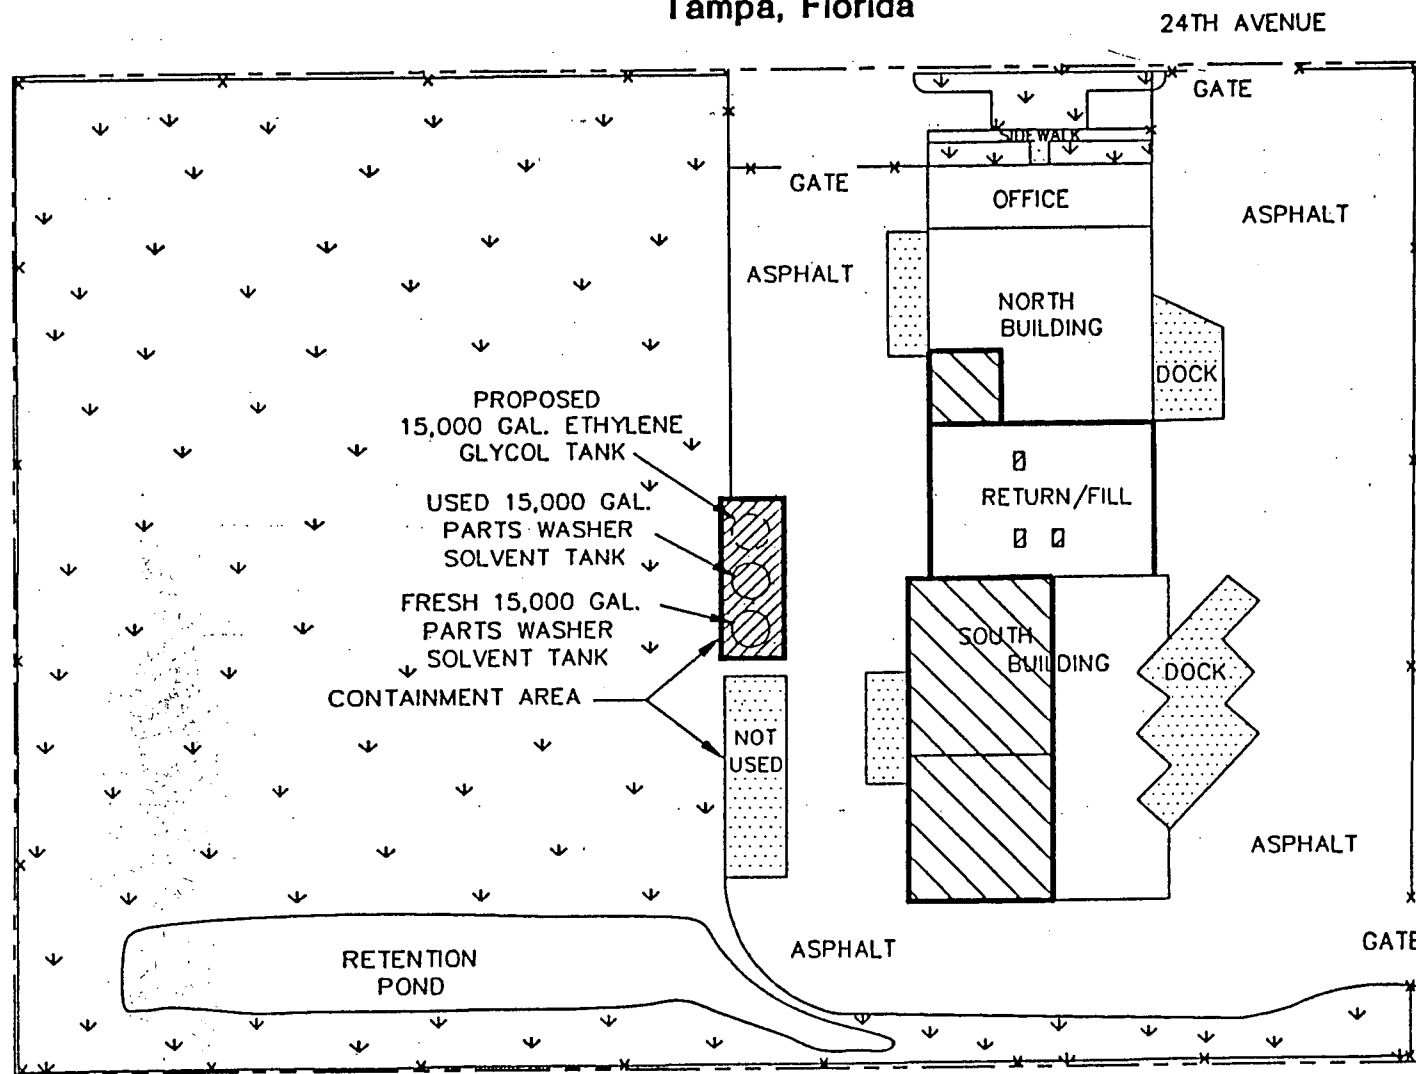 Tampa, Florida
24TH AVENUE
GATE
SIDEWALK
GATE
OFFICE
ASPHALT
ASPHALT
NORTH
BUILDING
DOCK
PROPOSED
15,000 GAL. ETHYLENE
GLYCOL TANK
USED 15,000 GAL.
PARTS WASHER
SOLVENT TANK
RETURN/FILL
FRESH 15,000 GAL.
PARTS WASHER
SOLVENT TANK
SOUTH
BUILDING
DOCK
CONTAINMENT AREA
NOT
USED
ASPHALT
ASPHALT
GATE
RETENTION
POND